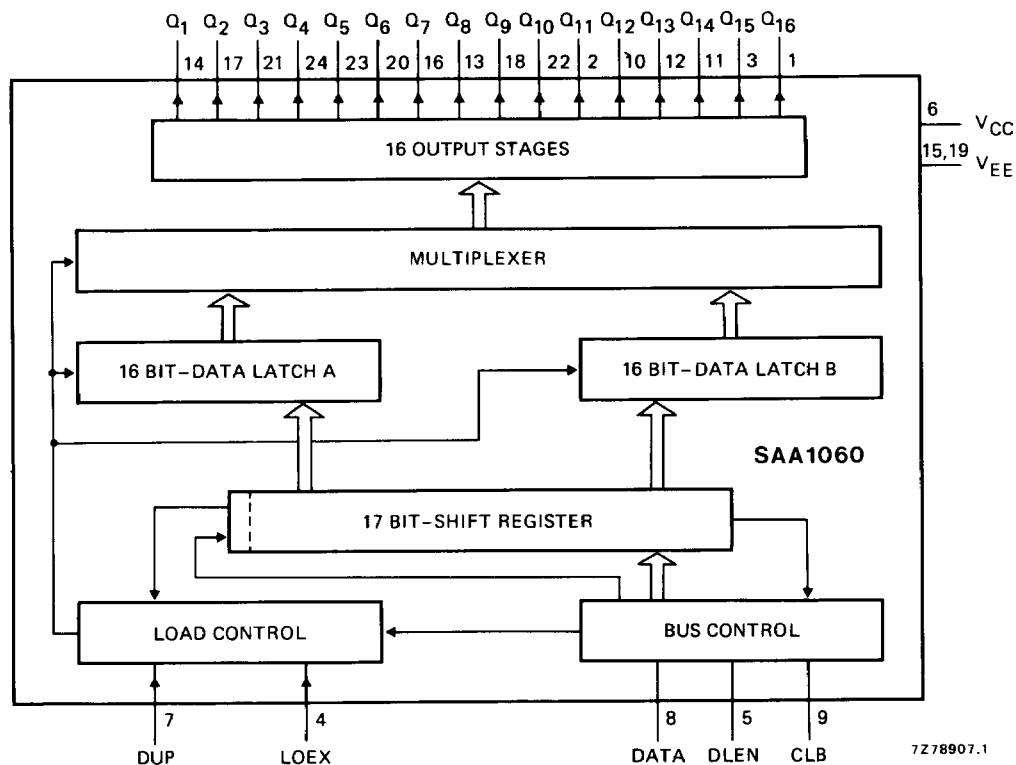 Q1 Q2 Q3 Q4 Q5 Q6 Q7 Q8 Q9 Q10 Q11 Q12 Q13 Q14 Q15 Q16
14 17 21 24 23 20 16 13 18 22 2 10 12 11 3 1
6
VCC
15,19
VEE
16 OUTPUT STAGES
MULTIPLEXER
16 BIT-DATA LATCH A
16 BIT-DATA LATCH B
SAA1060
17 BIT-SHIFT REGISTER
LOAD CONTROL
BUS CONTROL
7 4 8 5 9
DUP LOEX DATA DLEN CLB
7Z78907.1